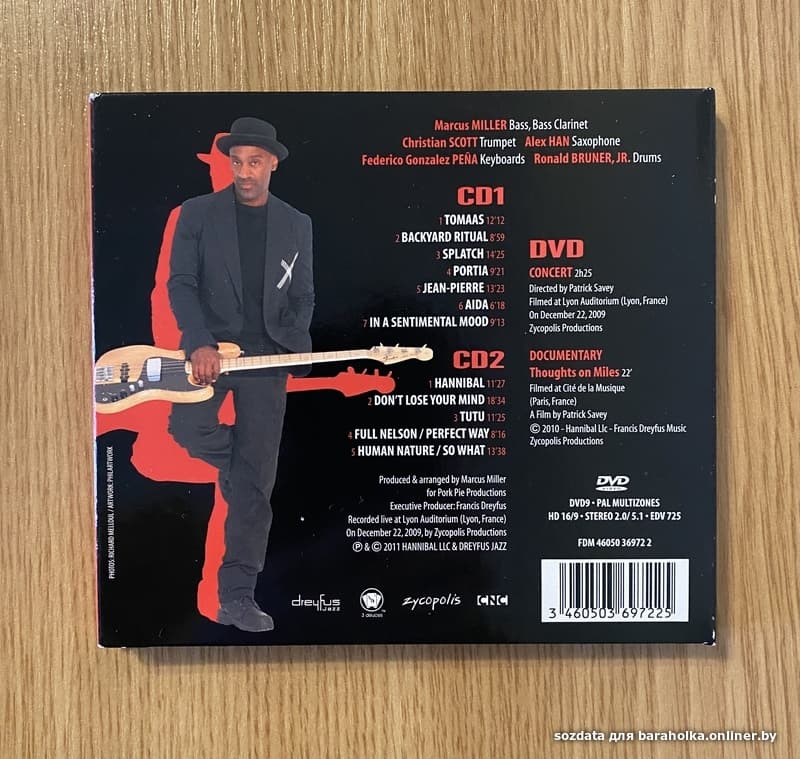 Marcus MILLER Bass, Bass Clarinet
Christian SCOTT Trumpet Alex HAN Saxophone
Federico Gonzalez PEÑA Keyboards Ronald BRUNER, JR. Drums
CD1
1 TOMAAS 12'12
2 BACKYARD RITUAL 8'59
3 SPLATCH 14'25
4 PORTIA 9'21
5 JEAN-PIERRE 13'23
6 AIDA 6'18
7 IN A SENTIMENTAL MOOD 9'13
CD2
1 HANNIBAL 11'27
2 DON'T LOSE YOUR MIND 18'34
3 TUTU 11'25
4 FULL NELSON / PERFECT WAY 8'16
5 HUMAN NATURE / SO WHAT 13'38
Produced & arranged by Marcus Miller
for Pork Pie Productions
Executive Producer: Francis Dreyfus
Recorded live at Lyon Auditorium (Lyon, France)
On December 22, 2009, by Zycopolis Productions
℗ & © 2011 HANNIBAL LLC & DREYFUS JAZZ
DVD
CONCERT 2h25
Directed by Patrick Savey
Filmed at Lyon Auditorium (Lyon, France)
On December 22, 2009
Zycopolis Productions
DOCUMENTARY
Thoughts on Miles 22'
Filmed at Cité de la Musique
(Paris, France)
A Film by Patrick Savey
© 2010 - Hannibal Llc - Francis Dreyfus Music
Zycopolis Productions
DVD
VIDEO
DVD9 • PAL MULTIZONES
HD 16/9 • STEREO 2.0/ 5.1 • EDV 725
FDM 46050 36972 2
3 460503 697225
dreyfus
jazz
3 deuces
zycopolis
CNC
PHOTOS: RICHARD MELLOUL / ARTWORK: PHILARTWORK
sozdata для baraholka.onliner.by